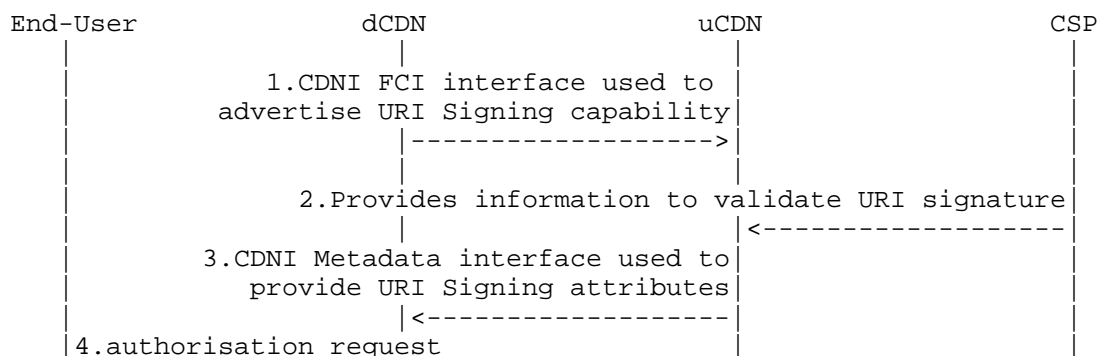 End-User dCDN uCDN CSP
1.CDNI FCI interface used to
advertise URI Signing capability
2.Provides information to validate URI signature
3.CDNI Metadata interface used to
provide URI Signing attributes
4.authorisation request